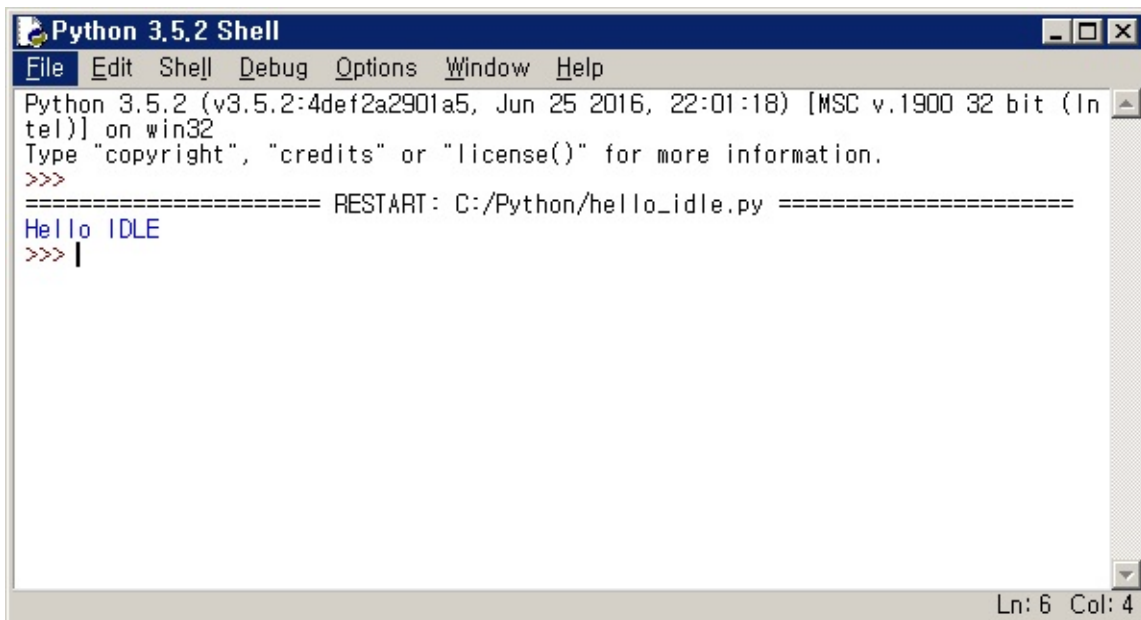 Python 3.5.2 Shell
File Edit Shell Debug Options Window Help
Python 3.5.2 (v3.5.2:4def2a2901a5, Jun 25 2016, 22:01:18) [MSC v.1900 32 bit (In
tel)] on win32
Type "copyright", "credits" or "license()" for more information.
>>>
====================== RESTART: C:/Python/hello_idle.py ======================
Hello IDLE
>>>
Ln: 6 Col: 4